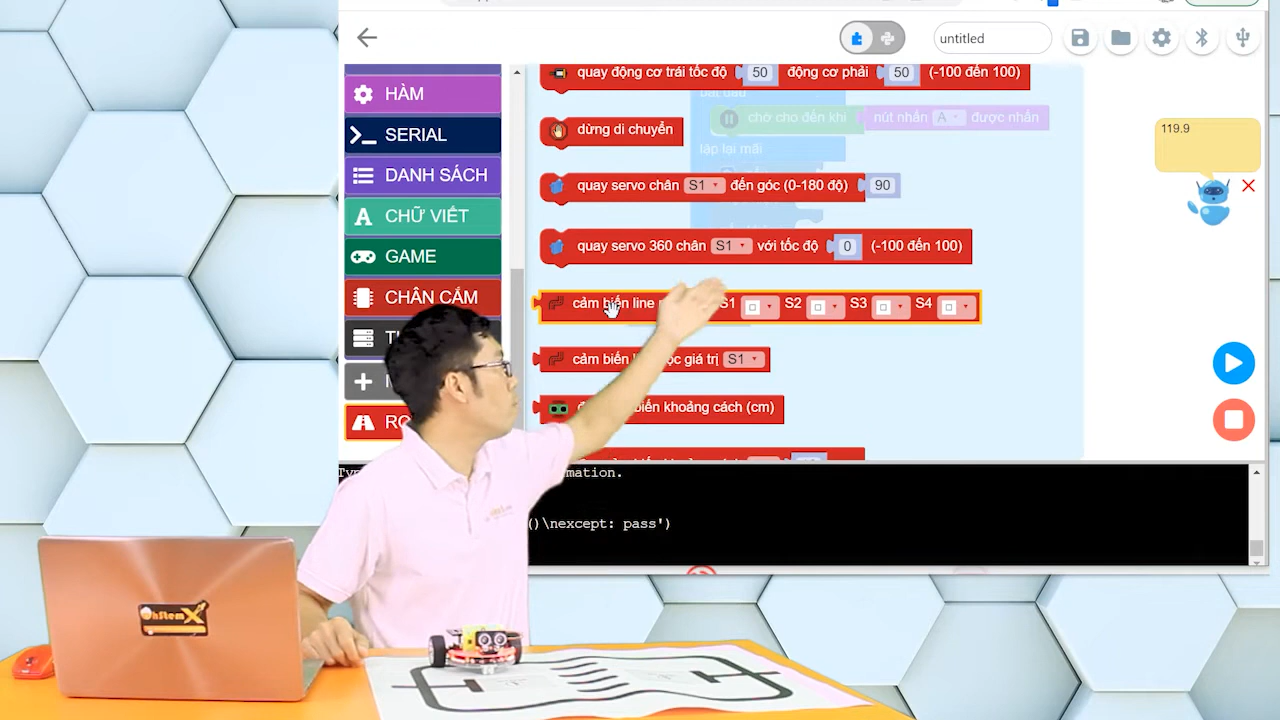 untitled
HÀM
SERIAL
DANH SÁCH
CHỮ VIẾT
GAME
CHÂN CẮM
quay động cơ trái tốc độ 50 động cơ phải 50 (-100 đến 100)
bắt đầu
chờ cho đến khi nút nhấn A được nhấn
lặp lại mãi
dừng di chuyển
quay servo chân S1 đến góc (0-180 độ) 90
quay servo 360 chân S1 với tốc độ 0 (-100 đến 100)
cảm biến line S1 S2 S3 S4
cảm biến giá trị S1
biến khoảng cách (cm)
119.9
mation.
()\nexcept: pass')
OhStem X